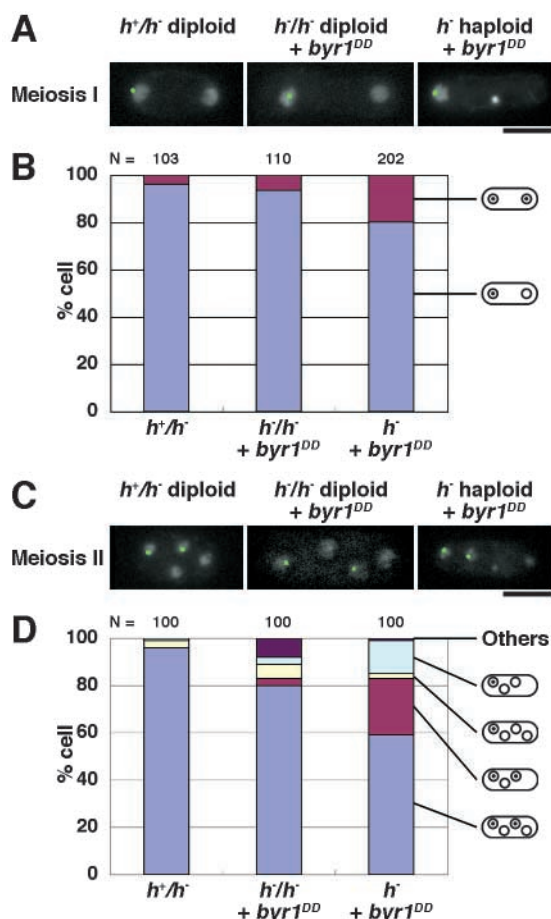 A
h⁺/h⁻ diploid
h⁻/h⁻ diploid
+ byr1ᴰᴰ
h⁻ haploid
+ byr1ᴰᴰ
Meiosis I
B
N = 103 110 202
100
80
60
40
20
0
% cell
h⁺/h⁻
h⁻/h⁻
+ byr1ᴰᴰ
h⁻
+ byr1ᴰᴰ
C
h⁺/h⁻ diploid
h⁻/h⁻ diploid
+ byr1ᴰᴰ
h⁻ haploid
+ byr1ᴰᴰ
Meiosis II
D
N = 100 100 100
100
80
60
40
20
0
% cell
Others
h⁺/h⁻
h⁻/h⁻
+ byr1ᴰᴰ
h⁻
+ byr1ᴰᴰ